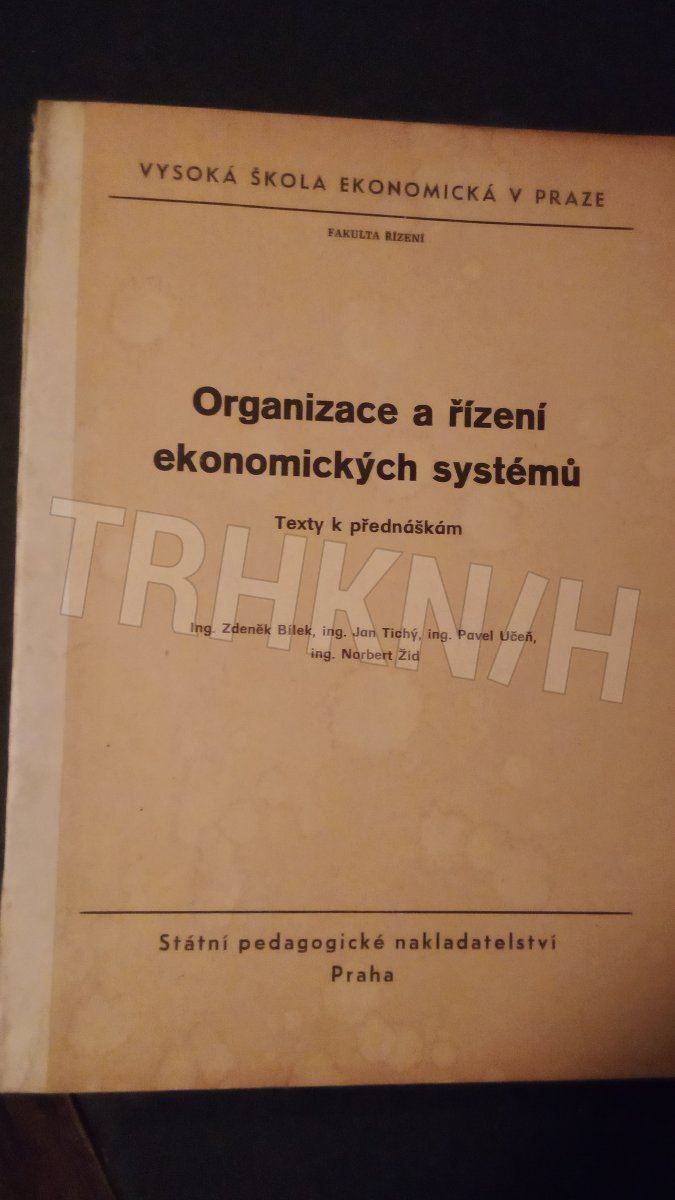 VYSOKÁ ŠKOLA EKONOMICKÁ V PRAZE
FAKULTA ŘÍZENÍ
Organizace a řízení
ekonomických systémů
Texty k přednáškám
TRHKN/H
Ing. Zdeněk Bílek, ing. Jan Tichý, ing. Pavel Učeň,
ing. Norbert Žid
Státní pedagogické nakladatelství
Praha